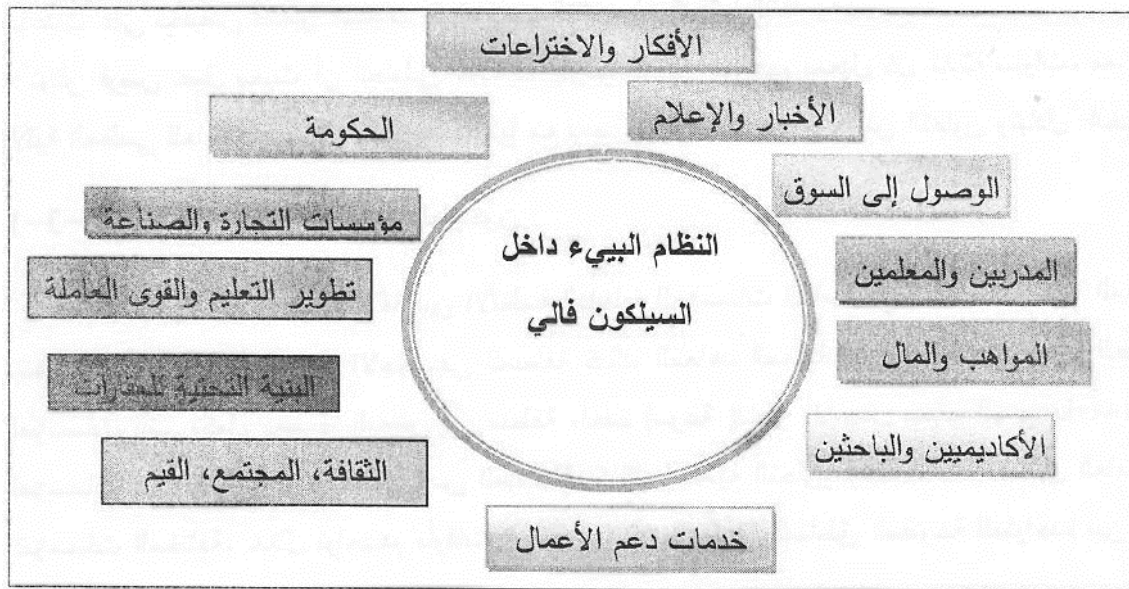 الأفكار والاختراعات
الأخبار والإعلام
الحكومة
الوصول إلى السوق
مؤسسات التجارة والصناعة
النظام البيىء داخل
السيلكون فالي
المدربين والمعلمين
تطوير التعليم والقوى العاملة
المواهب والمال
البنية التحتية للعقارات
الأكاديميين والباحثين
الثقافة، المجتمع، القيم
خدمات دعم الأعمال